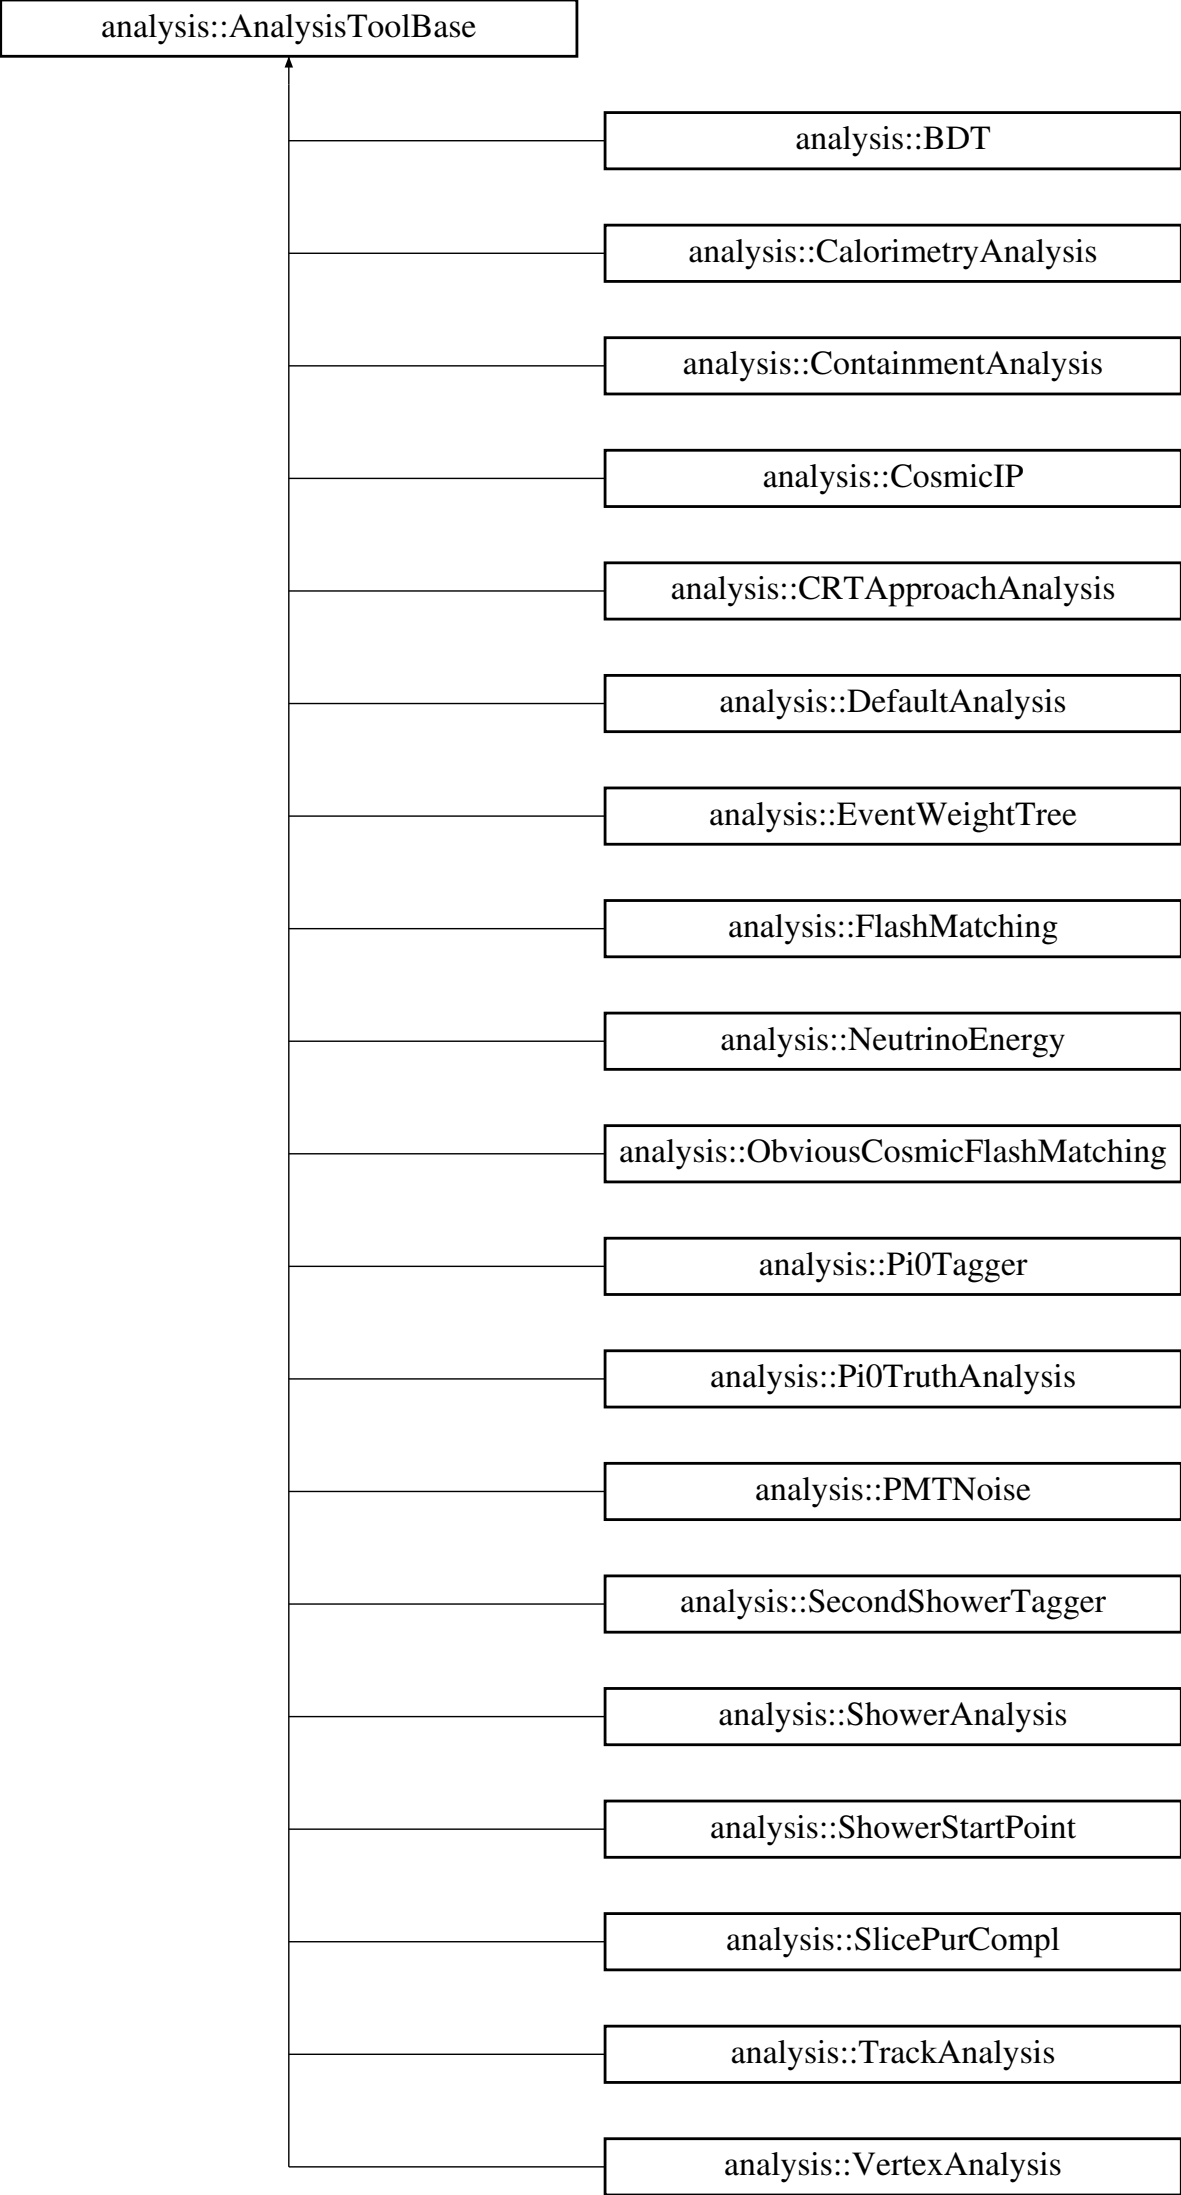 analysis::AnalysisToolBase
analysis::BDT
analysis::CalorimetryAnalysis
analysis::ContainmentAnalysis
analysis::CosmicIP
analysis::CRTApproachAnalysis
analysis::DefaultAnalysis
analysis::EventWeightTree
analysis::FlashMatching
analysis::NeutrinoEnergy
analysis::ObviousCosmicFlashMatching
analysis::Pi0Tagger
analysis::Pi0TruthAnalysis
analysis::PMTNoise
analysis::SecondShowerTagger
analysis::ShowerAnalysis
analysis::ShowerStartPoint
analysis::SlicePurCompl
analysis::TrackAnalysis
analysis::VertexAnalysis